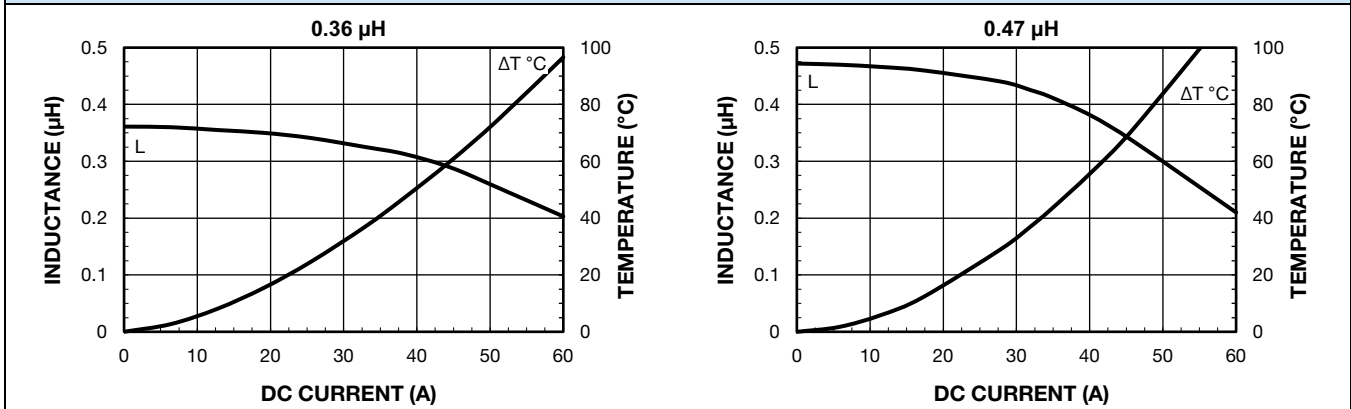 0.36 µH
INDUCTANCE (µH)
0.5
0.4
0.3
0.2
0.1
0
L
ΔT °C
100
80
60
40
20
0
TEMPERATURE (°C)
0 10 20 30 40 50 60
DC CURRENT (A)
0.47 µH
INDUCTANCE (µH)
0.5
0.4
0.3
0.2
0.1
0
L
ΔT °C
100
80
60
40
20
0
TEMPERATURE (°C)
0 10 20 30 40 50 60
DC CURRENT (A)